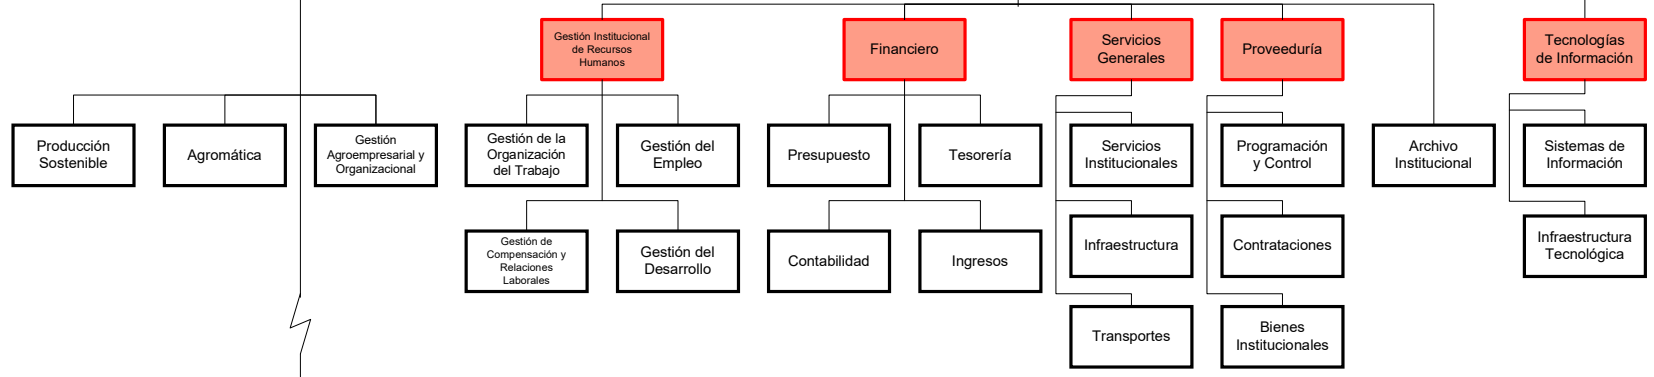 Gestión Institucional
de Recursos
Humanos
Financiero
Servicios
Generales
Proveeduría
Tecnologías
de Información
Producción
Sostenible
Agromática
Gestión
Agroempresarial y
Organizacional
Gestión de la
Organización
del Trabajo
Gestión del
Empleo
Presupuesto
Tesorería
Servicios
Institucionales
Programación
y Control
Archivo
Institucional
Sistemas de
Información
Gestión de
Compensación y
Relaciones
Laborales
Gestión del
Desarrollo
Contabilidad
Ingresos
Infraestructura
Contrataciones
Infraestructura
Tecnológica
Transportes
Bienes
Institucionales